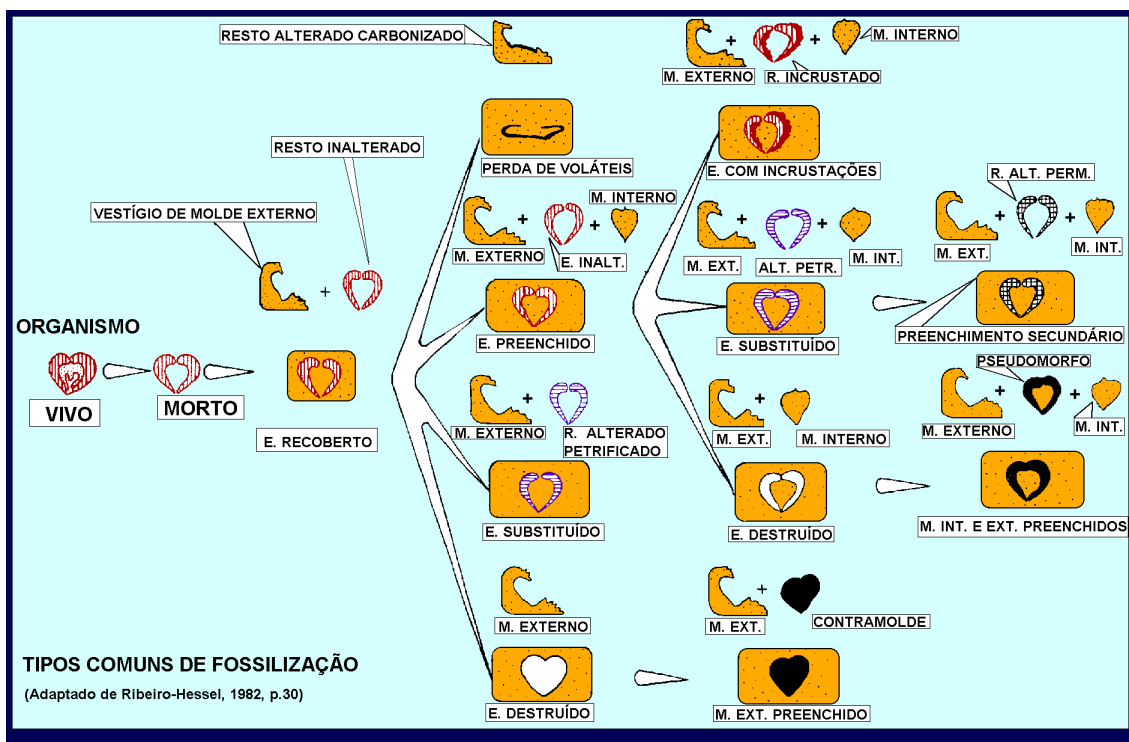 RESTO ALTERADO CARBONIZADO
M. INTERNO
M. EXTERNO
R. INCRUSTADO
RESTO INALTERADO
PERDA DE VOLÁTEIS
E. COM INCRUSTAÇÕES
R. ALT. PERM.
VESTÍGIO DE MOLDE EXTERNO
M. INTERNO
M. EXTERNO
E. INALT.
M. EXT.
ALT. PETR.
M. INT.
M. EXT.
M. INT.
ORGANISMO
E. PREENCHIDO
E. SUBSTITUÍDO
PREENCHIMENTO SECUNDÁRIO
PSEUDOMORFO
VIVO
MORTO
E. RECOBERTO
M. EXTERNO
R. ALTERADO
PETRIFICADO
M. EXT.
M. INTERNO
M. EXTERNO
M. INT.
E. SUBSTITUÍDO
E. DESTRUÍDO
M. INT. E EXT. PREENCHIDOS
M. EXTERNO
M. EXT.
CONTRAMOLDE
TIPOS COMUNS DE FOSSILIZAÇÃO
(Adaptado de Ribeiro-Hessel, 1982, p.30)
E. DESTRUÍDO
M. EXT. PREENCHIDO